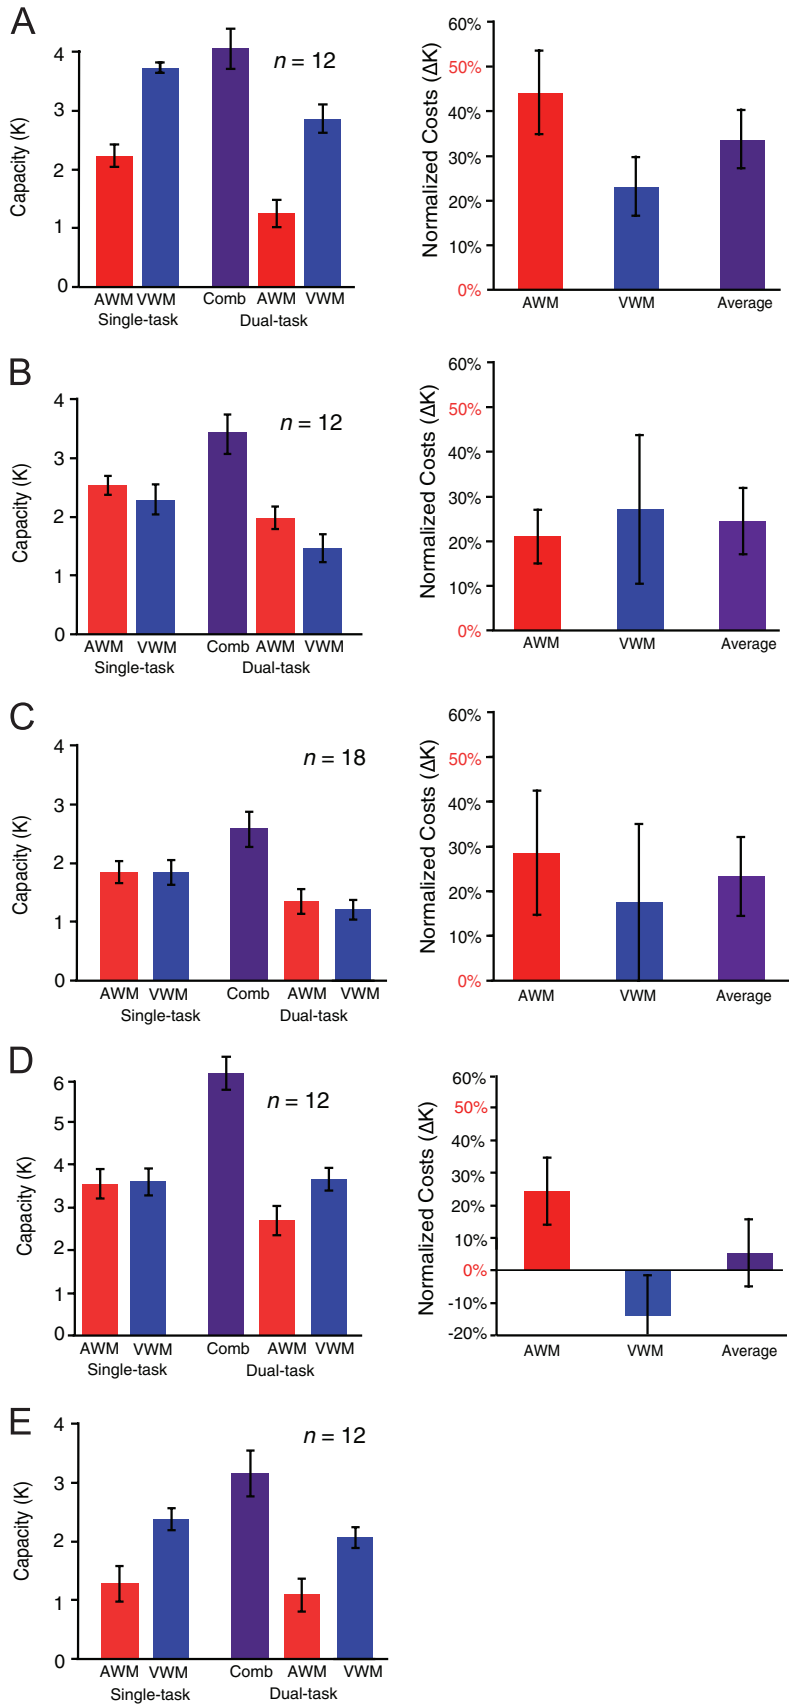 A
Capacity (K)
4
3
2
1
0
n = 12
AWM VWM Comb AWM VWM
Single-task Dual-task
Normalized Costs (ΔK)
60%
50%
40%
30%
20%
10%
0%
AWM VWM Average
B
Capacity (K)
4
3
2
1
0
n = 12
AWM VWM Comb AWM VWM
Single-task Dual-task
Normalized Costs (ΔK)
60%
50%
40%
30%
20%
10%
0%
AWM VWM Average
C
Capacity (K)
4
3
2
1
0
n = 18
AWM VWM Comb AWM VWM
Single-task Dual-task
Normalized Costs (ΔK)
60%
50%
40%
30%
20%
10%
0%
AWM VWM Average
D
Capacity (K)
6
5
4
3
2
1
0
n = 12
AWM VWM Comb AWM VWM
Single-task Dual-task
Normalized Costs (ΔK)
60%
50%
40%
30%
20%
10%
0%
-10%
-20%
AWM VWM Average
E
Capacity (K)
4
3
2
1
0
n = 12
AWM VWM Comb AWM VWM
Single-task Dual-task